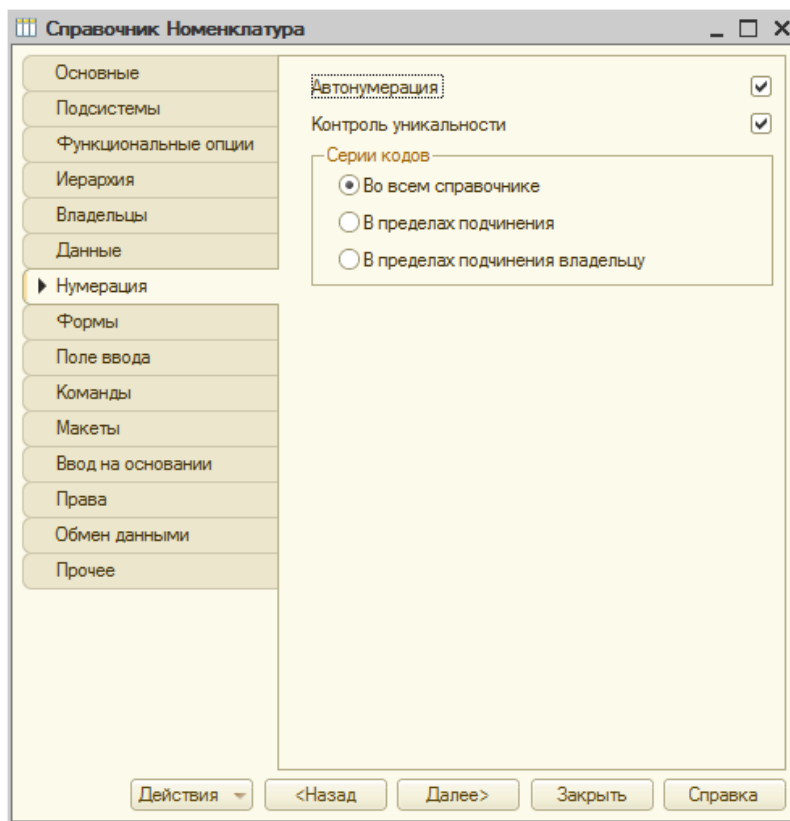 Справочник Номенклатура
Основные
Подсистемы
Функциональные опции
Иерархия
Владельцы
Данные
Нумерация
Формы
Поле ввода
Команды
Макеты
Ввод на основании
Права
Обмен данными
Прочее
Автонумерация
Контроль уникальности
Серии кодов
Во всем справочнике
В пределах подчинения
В пределах подчинения владельцу
Действия <Назад Далее> Закрыть Справка